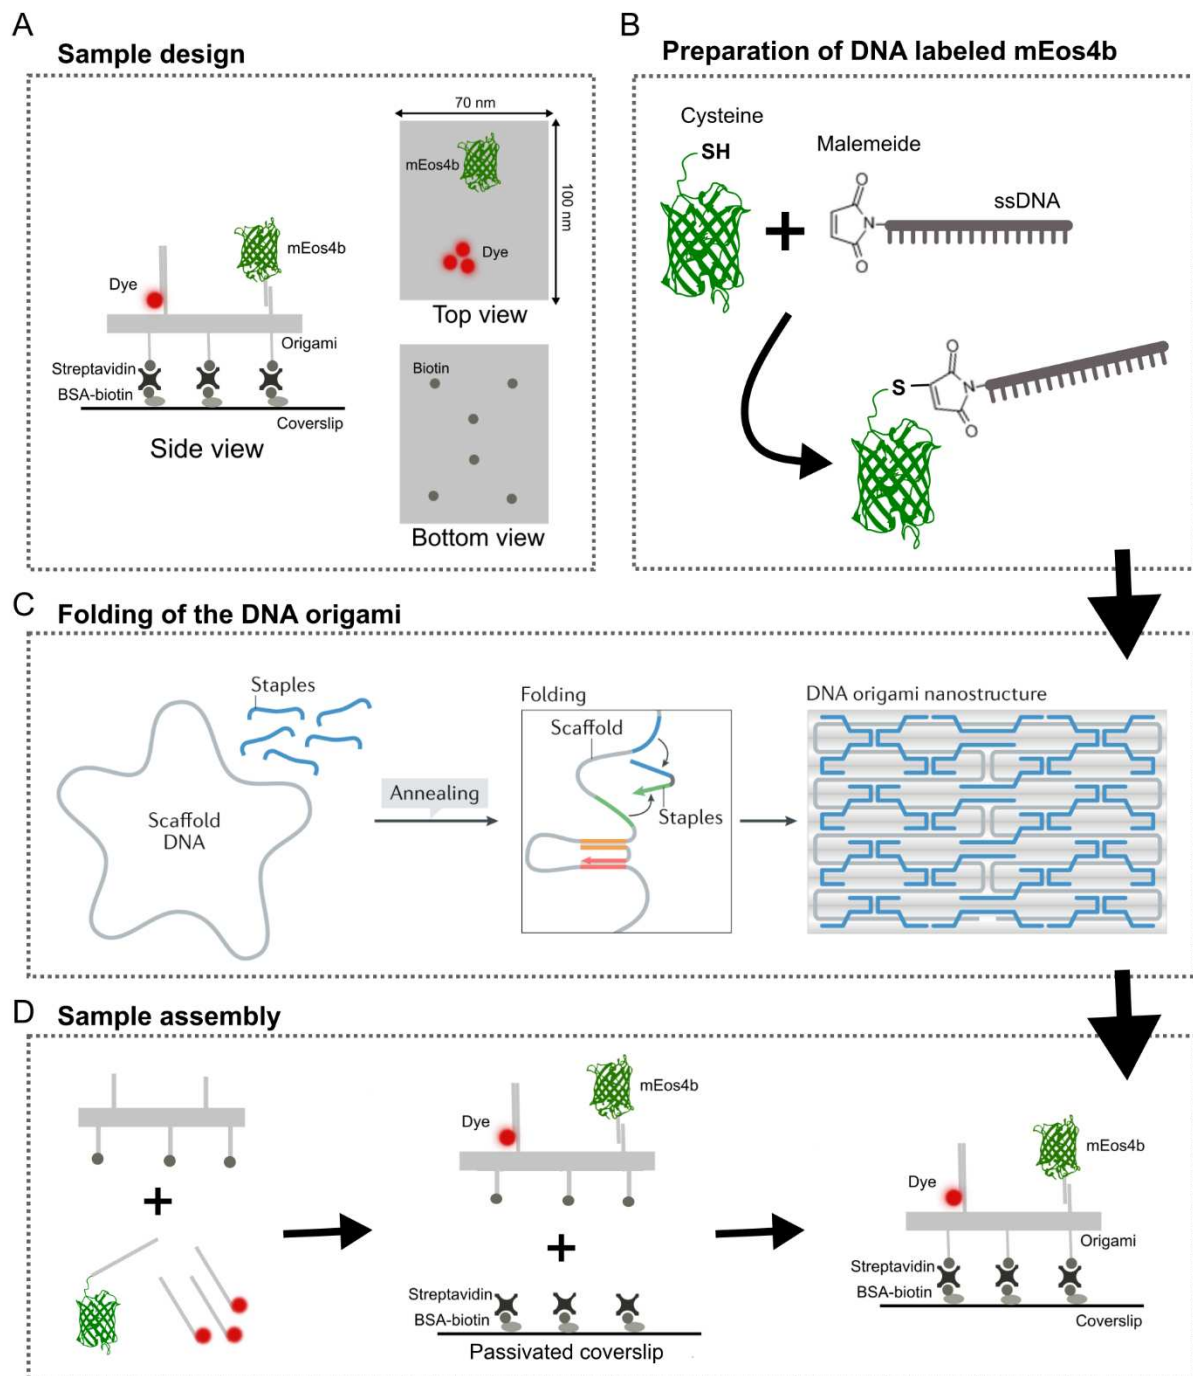 A
Sample design
70 nm
100 nm
mEos4b
Dye
Top view
mEos4b
Dye
Origami
Streptavidin
BSA-biotin
Coverslip
Side view
Biotin
Bottom view
B
Preparation of DNA labeled mEos4b
Cysteine
SH
Malemeide
O
N
O
ssDNA
S
O
N
O
C
Folding of the DNA origami
Staples
Scaffold
DNA
Annealing
Folding
Scaffold
Staples
DNA origami nanostructure
D
Sample assembly
mEos4b
Dye
Streptavidin
BSA-biotin
Passivated coverslip
mEos4b
Dye
Origami
Streptavidin
BSA-biotin
Coverslip